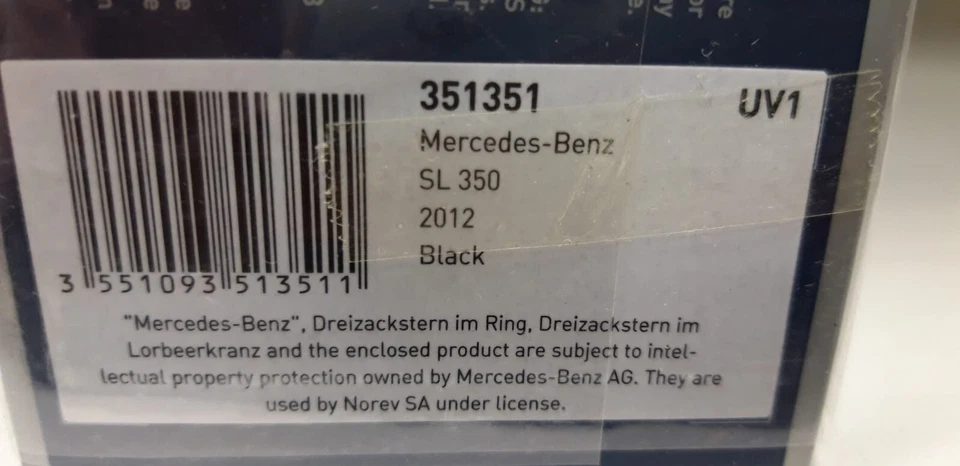 351351
UV1
Mercedes-Benz
SL 350
2012
Black
3 551093 513511
"Mercedes-Benz", Dreizackstern im Ring, Dreizackstern im
Lorbeerkranz and the enclosed product are subject to intel-
lectual property protection owned by Mercedes-Benz AG. They are
used by Norev SA under license.